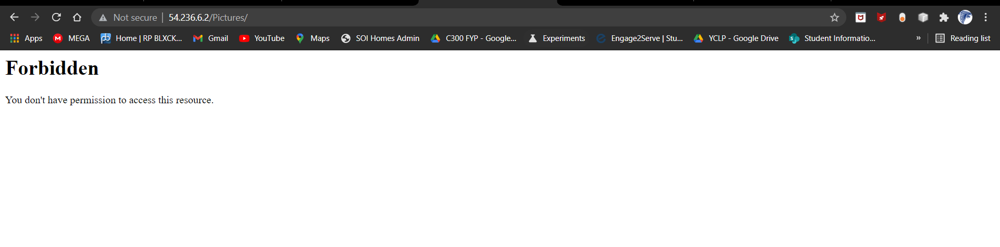 Not secure | 54.236.6.2/Pictures/
Apps MEGA Home | RP BLXCK... Gmail YouTube Maps SOI Homes Admin C300 FYP - Google... Experiments Engage2Serve | Stu... YCLP - Google Drive Student Informatio... » Reading list
Forbidden
You don't have permission to access this resource.